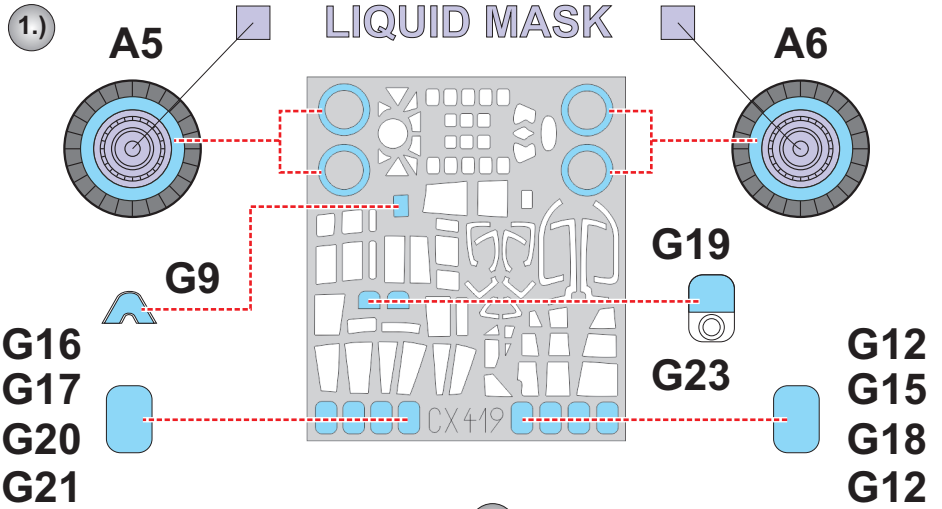 1.)
LIQUID MASK
A5
A6
G9
G19
G16
G17
G20
G21
G23
G12
G15
G18
G12
CX419